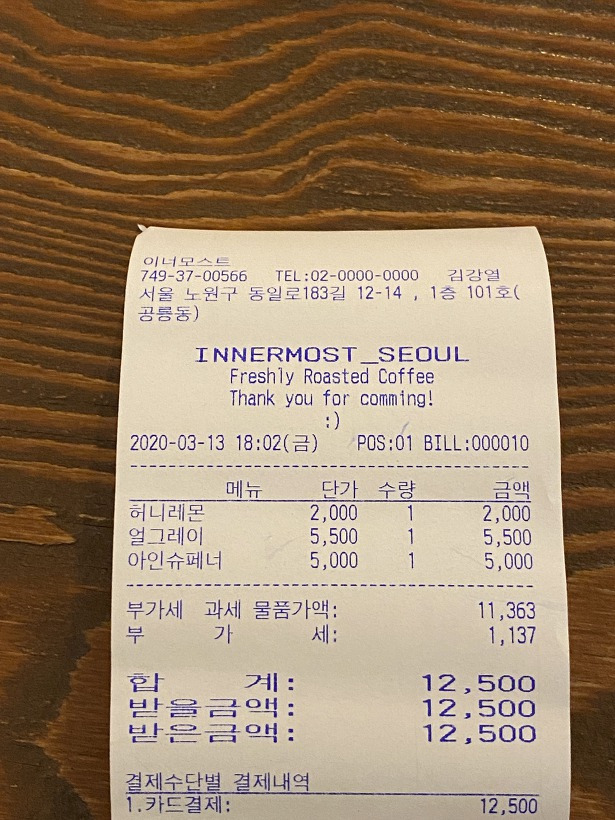 이너모스트
749-37-00566 TEL:02-0000-0000 김강열
서울 노원구 동일로183길 12-14 , 1층 101호(
공릉동)
INNERMOST_SEOUL
Freshly Roasted Coffee
Thank you for comming!
:)
2020-03-13 18:02(금) POS:01 BILL:000010
메뉴 단가 수량 금액
허니레몬 2,000 1 2,000
얼그레이 5,500 1 5,500
아인슈페너 5,000 1 5,000
부가세 과세 물품가액: 11,363
부 가 세: 1,137
합 계: 12,500
받을금액: 12,500
받은금액: 12,500
결제수단별 결제내역
1.카드결제: 12,500